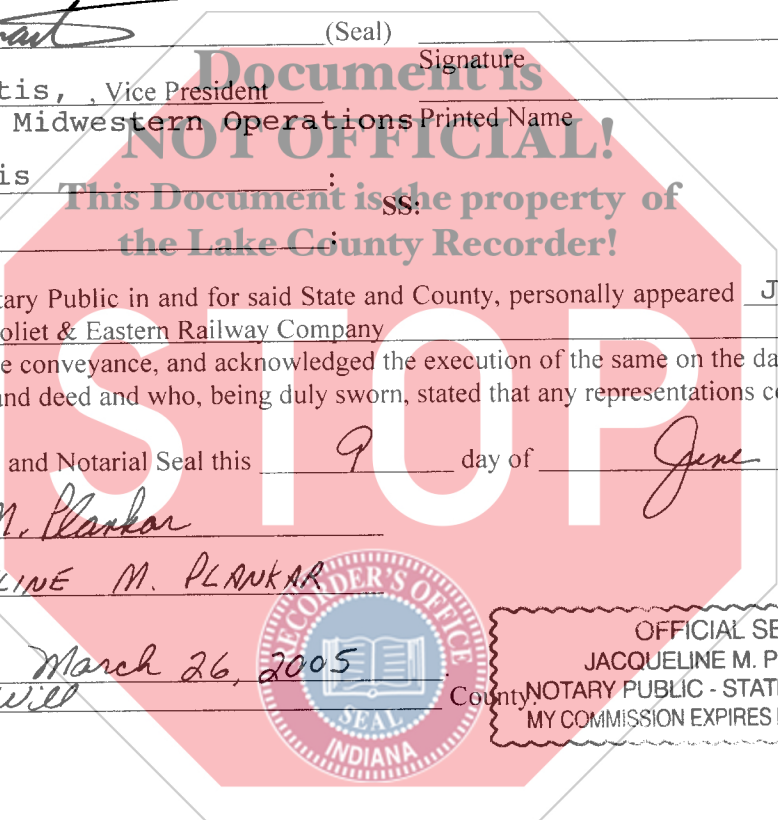 (Seal)
Signature
tis, , Vice President
Midwestern Operations Printed Name
is :
SS:
:
Document is
NOT OFFICIAL!
This Document is the property of
the Lake County Recorder!
STOP
tary Public in and for said State and County, personally appeared J
oliet & Eastern Railway Company
e conveyance, and acknowledged the execution of the same on the da
and deed and who, being duly sworn, stated that any representations co
and Notarial Seal this 9 day of June
M. Plankar
LINE M. PLANKAR
March 26, 2005.
Will County.
RECORDER'S OFFICE
SEAL
INDIANA
OFFICIAL SE
JACQUELINE M. P
NOTARY PUBLIC - STAT
MY COMMISSION EXPIRES